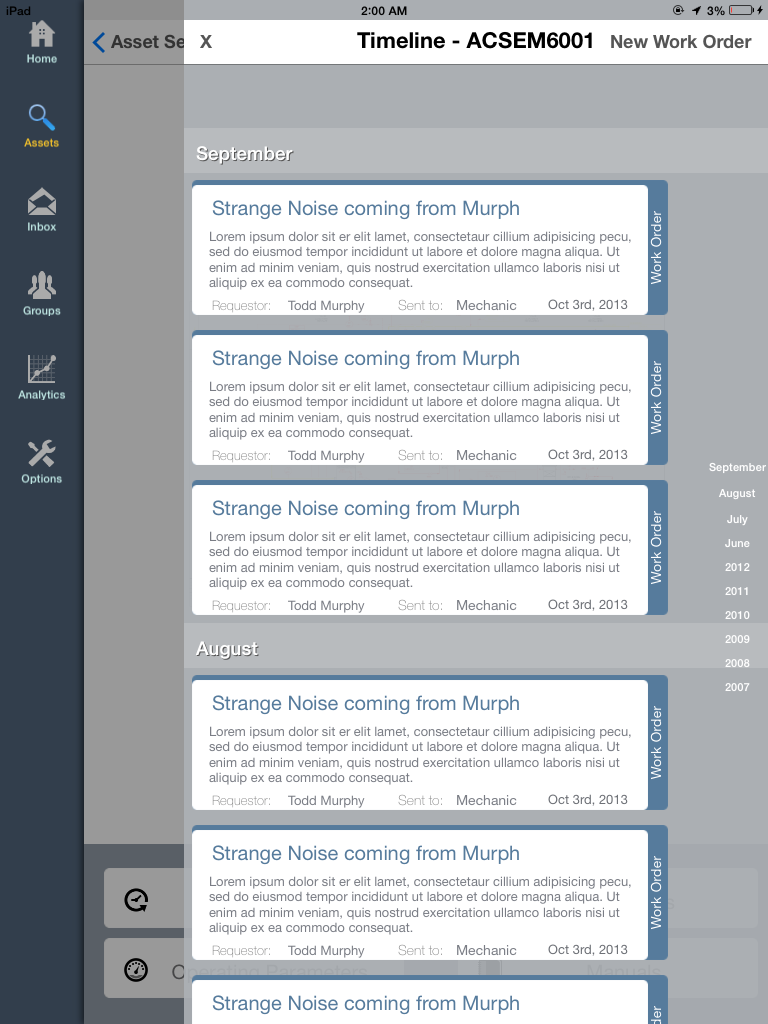 iPad
2:00 AM
3%
Home
Assets
Inbox
Groups
Analytics
Options
Asset Se
X
Timeline - ACSEM6001
New Work Order
September
Strange Noise coming from Murph
Lorem ipsum dolor sit er elit lamet, consectetaur cillium adipisicing pecu,
sed do eiusmod tempor incididunt ut labore et dolore magna aliqua. Ut
enim ad minim veniam, quis nostrud exercitation ullamco laboris nisi ut
aliquip ex ea commodo consequat.
Requestor: Todd Murphy Sent to: Mechanic Oct 3rd, 2013
Work Order
Strange Noise coming from Murph
Lorem ipsum dolor sit er elit lamet, consectetaur cillium adipisicing pecu,
sed do eiusmod tempor incididunt ut labore et dolore magna aliqua. Ut
enim ad minim veniam, quis nostrud exercitation ullamco laboris nisi ut
aliquip ex ea commodo consequat.
Requestor: Todd Murphy Sent to: Mechanic Oct 3rd, 2013
Work Order
Strange Noise coming from Murph
Lorem ipsum dolor sit er elit lamet, consectetaur cillium adipisicing pecu,
sed do eiusmod tempor incididunt ut labore et dolore magna aliqua. Ut
enim ad minim veniam, quis nostrud exercitation ullamco laboris nisi ut
aliquip ex ea commodo consequat.
Requestor: Todd Murphy Sent to: Mechanic Oct 3rd, 2013
Work Order
August
Strange Noise coming from Murph
Lorem ipsum dolor sit er elit lamet, consectetaur cillium adipisicing pecu,
sed do eiusmod tempor incididunt ut labore et dolore magna aliqua. Ut
enim ad minim veniam, quis nostrud exercitation ullamco laboris nisi ut
aliquip ex ea commodo consequat.
Requestor: Todd Murphy Sent to: Mechanic Oct 3rd, 2013
Work Order
Strange Noise coming from Murph
Lorem ipsum dolor sit er elit lamet, consectetaur cillium adipisicing pecu,
sed do eiusmod tempor incididunt ut labore et dolore magna aliqua. Ut
enim ad minim veniam, quis nostrud exercitation ullamco laboris nisi ut
aliquip ex ea commodo consequat.
Requestor: Todd Murphy Sent to: Mechanic Oct 3rd, 2013
Work Order
Operating Parameters
Manuals
Strange Noise coming from Murph
der
September
August
July
June
2012
2011
2010
2009
2008
2007